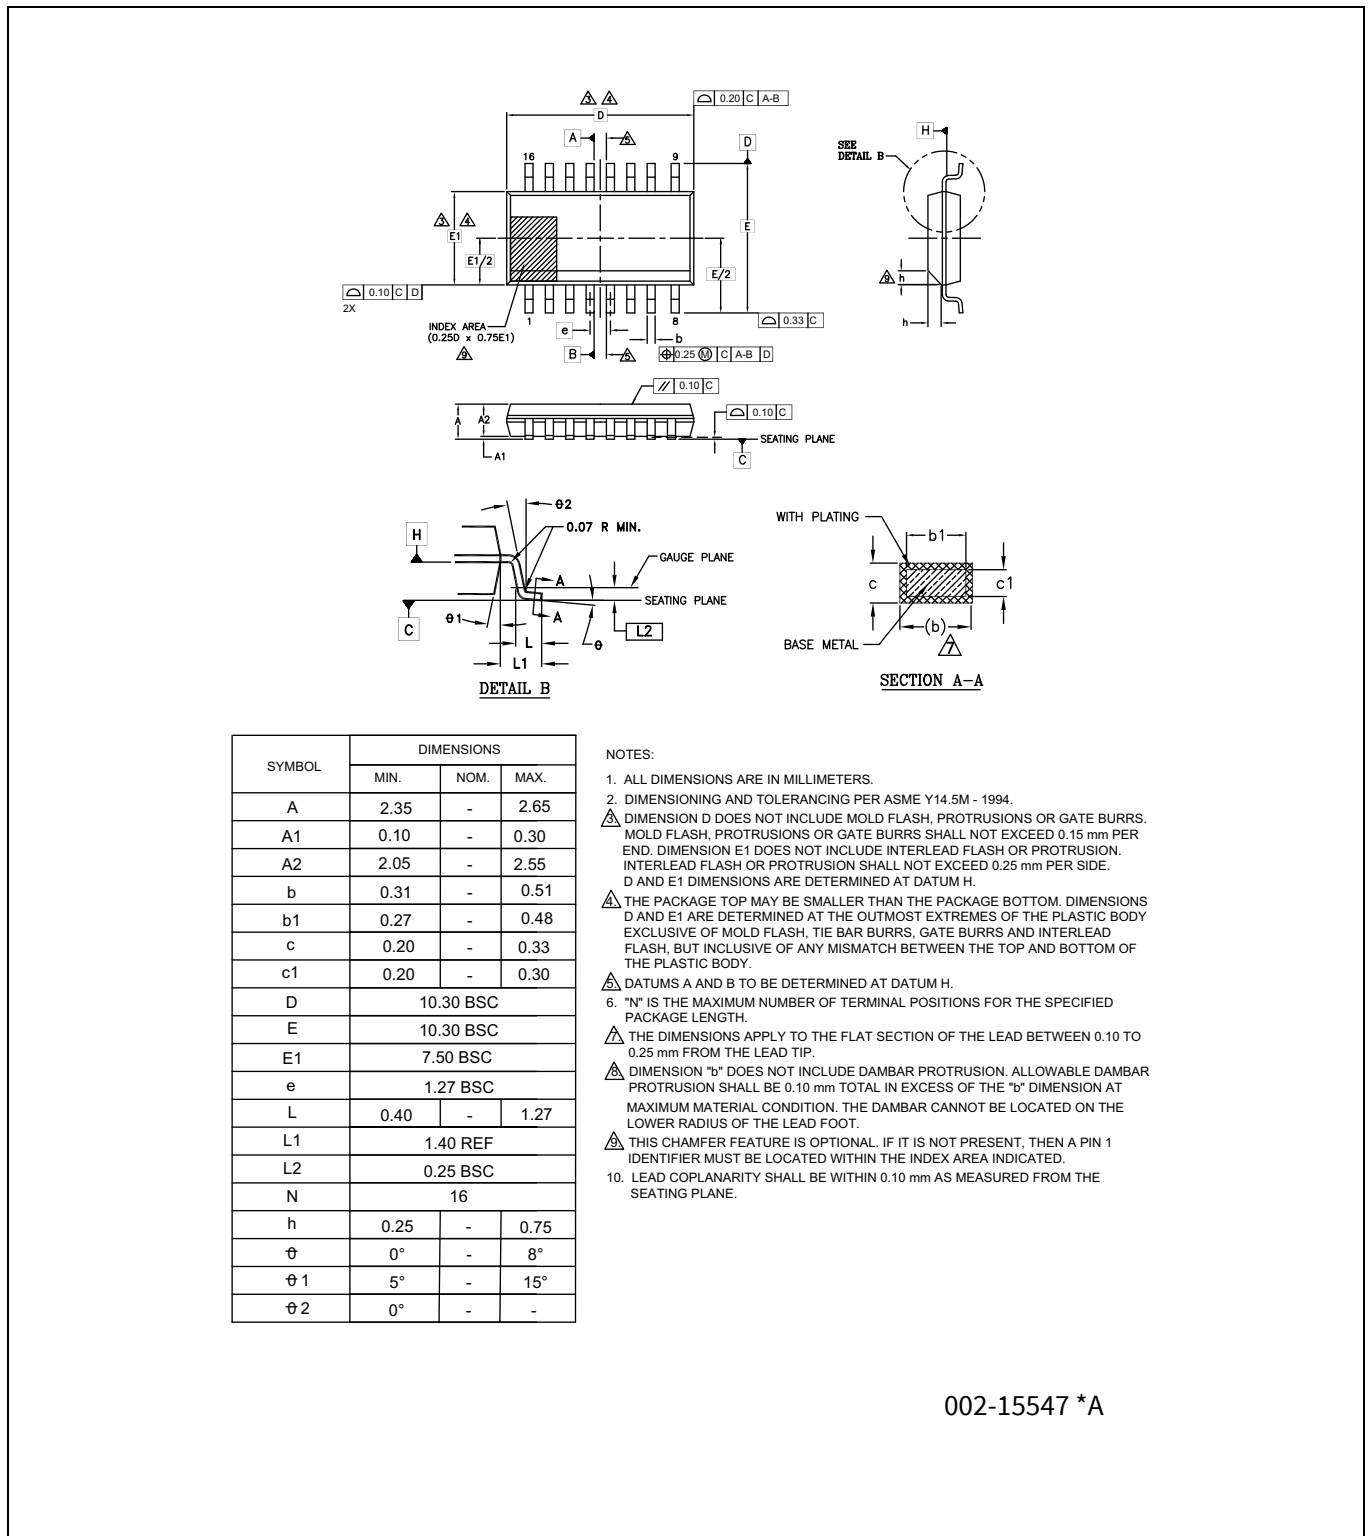 3 4
D
0.20 C A-B
A
5
D
16
9
3 4
E1
E1/2
E
E/2
0.10 C D
2X
INDEX AREA
(0.25D x 0.75E1)
9
1
8
e
b
B
5
0.33 C
0.25 M C A-B D
H
SEE
DETAIL B
9
h
h
// 0.10 C
A
A2
A1
0.10 C
SEATING PLANE
C
θ2
0.07 R MIN.
H
GAUGE PLANE
A
SEATING PLANE
C
θ1
A
L
L2
θ
L1
DETAIL B
WITH PLATING
b1
c
c1
BASE METAL
(b)
7
SECTION A-A
SYMBOL DIMENSIONS
MIN. NOM. MAX.
A 2.35 - 2.65
A1 0.10 - 0.30
A2 2.05 - 2.55
b 0.31 - 0.51
b1 0.27 - 0.48
c 0.20 - 0.33
c1 0.20 - 0.30
D 10.30 BSC
E 10.30 BSC
E1 7.50 BSC
e 1.27 BSC
L 0.40 - 1.27
L1 1.40 REF
L2 0.25 BSC
N 16
h 0.25 - 0.75
θ 0° - 8°
θ 1 5° - 15°
θ 2 0° - -
NOTES:
1. ALL DIMENSIONS ARE IN MILLIMETERS.
2. DIMENSIONING AND TOLERANCING PER ASME Y14.5M - 1994.
3. DIMENSION D DOES NOT INCLUDE MOLD FLASH, PROTRUSIONS OR GATE BURRS.
MOLD FLASH, PROTRUSIONS OR GATE BURRS SHALL NOT EXCEED 0.15 mm PER
END. DIMENSION E1 DOES NOT INCLUDE INTERLEAD FLASH OR PROTRUSION.
INTERLEAD FLASH OR PROTRUSION SHALL NOT EXCEED 0.25 mm PER SIDE.
D AND E1 DIMENSIONS ARE DETERMINED AT DATUM H.
4. THE PACKAGE TOP MAY BE SMALLER THAN THE PACKAGE BOTTOM. DIMENSIONS
D AND E1 ARE DETERMINED AT THE OUTMOST EXTREMES OF THE PLASTIC BODY
EXCLUSIVE OF MOLD FLASH, TIE BAR BURRS, GATE BURRS AND INTERLEAD
FLASH, BUT INCLUSIVE OF ANY MISMATCH BETWEEN THE TOP AND BOTTOM OF
THE PLASTIC BODY.
5. DATUMS A AND B TO BE DETERMINED AT DATUM H.
6. "N" IS THE MAXIMUM NUMBER OF TERMINAL POSITIONS FOR THE SPECIFIED
PACKAGE LENGTH.
7. THE DIMENSIONS APPLY TO THE FLAT SECTION OF THE LEAD BETWEEN 0.10 TO
0.25 mm FROM THE LEAD TIP.
8. DIMENSION "b" DOES NOT INCLUDE DAMBAR PROTRUSION. ALLOWABLE DAMBAR
PROTRUSION SHALL BE 0.10 mm TOTAL IN EXCESS OF THE "b" DIMENSION AT
MAXIMUM MATERIAL CONDITION. THE DAMBAR CANNOT BE LOCATED ON THE
LOWER RADIUS OF THE LEAD FOOT.
9. THIS CHAMFER FEATURE IS OPTIONAL. IF IT IS NOT PRESENT, THEN A PIN 1
IDENTIFIER MUST BE LOCATED WITHIN THE INDEX AREA INDICATED.
10. LEAD COPLANARITY SHALL BE WITHIN 0.10 mm AS MEASURED FROM THE
SEATING PLANE.
002-15547 *A